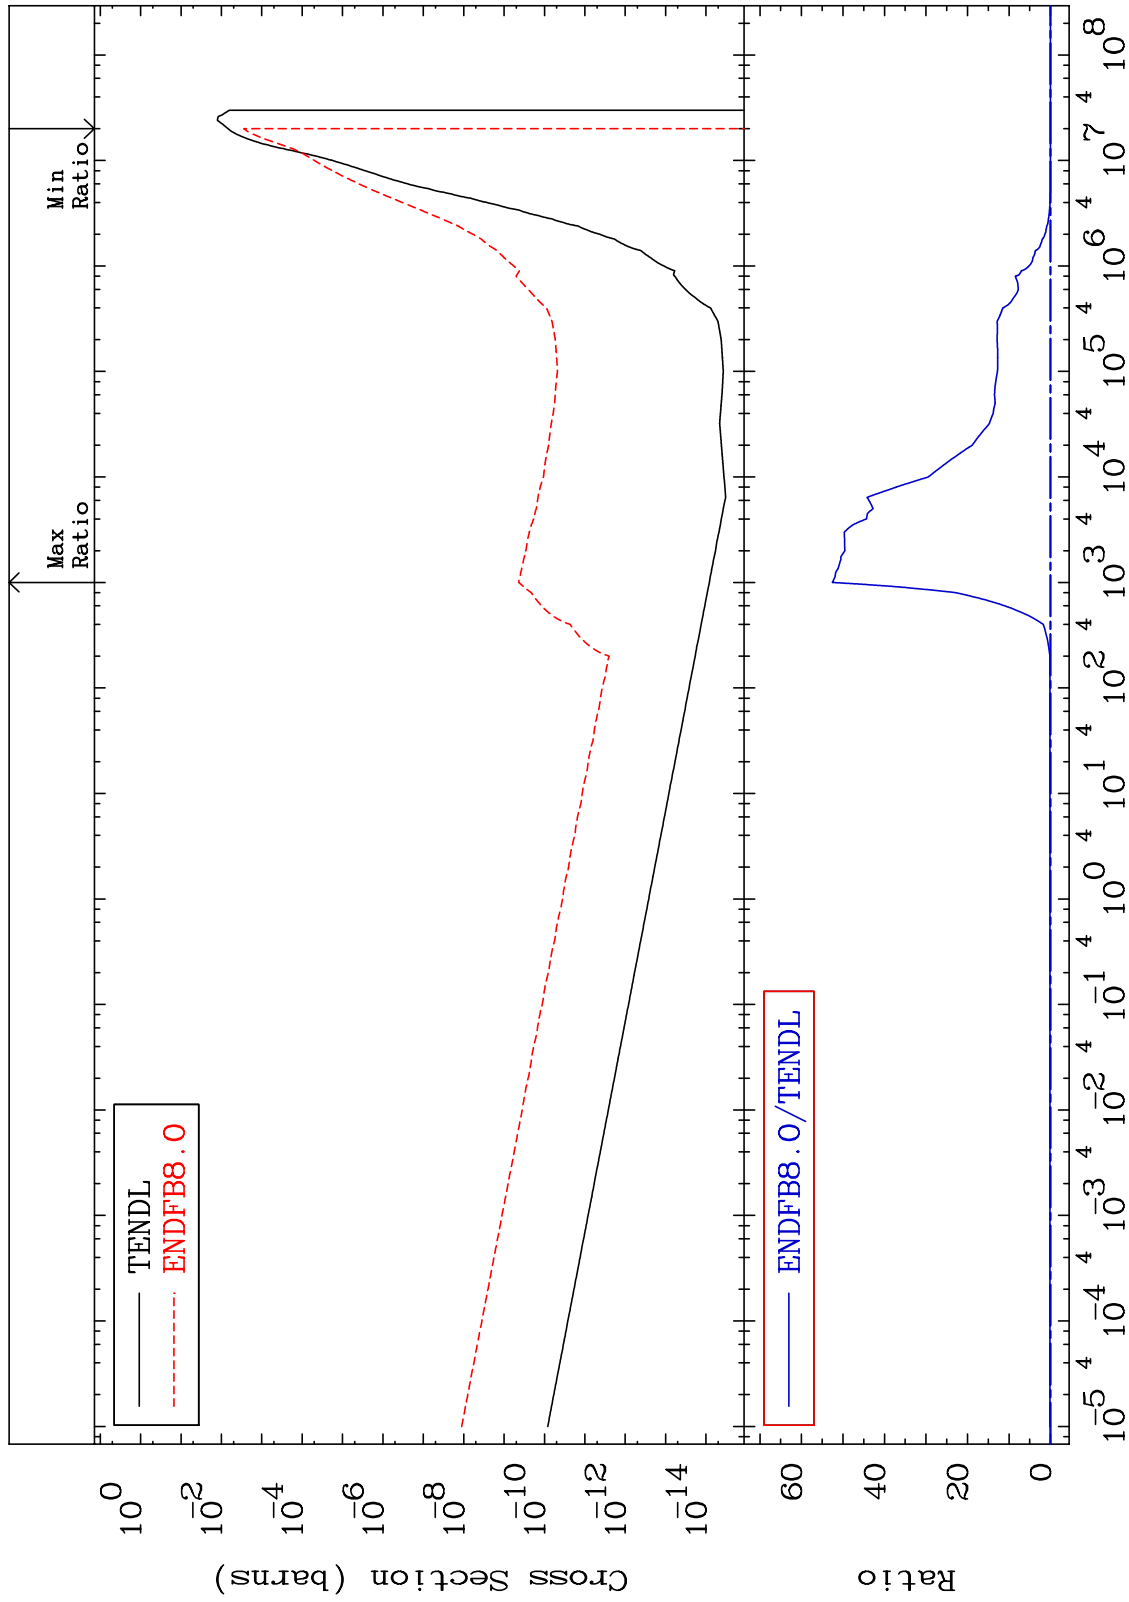 Max
Ratio
Min
Ratio
TENDL
ENDFB8.0
Cross Section (barns)
10^0
10^-2
10^-4
10^-6
10^-8
10^-10
10^-12
10^-14
ENDFB8.0/TENDL
Ratio
60
40
20
0
10^-5 4 10^-4 4 10^-3 4 10^-2 4 10^-1 4 10^0 4 10^1 4 10^2 4 10^3 4 10^4 4 10^5 4 10^6 4 10^7 4 10^8